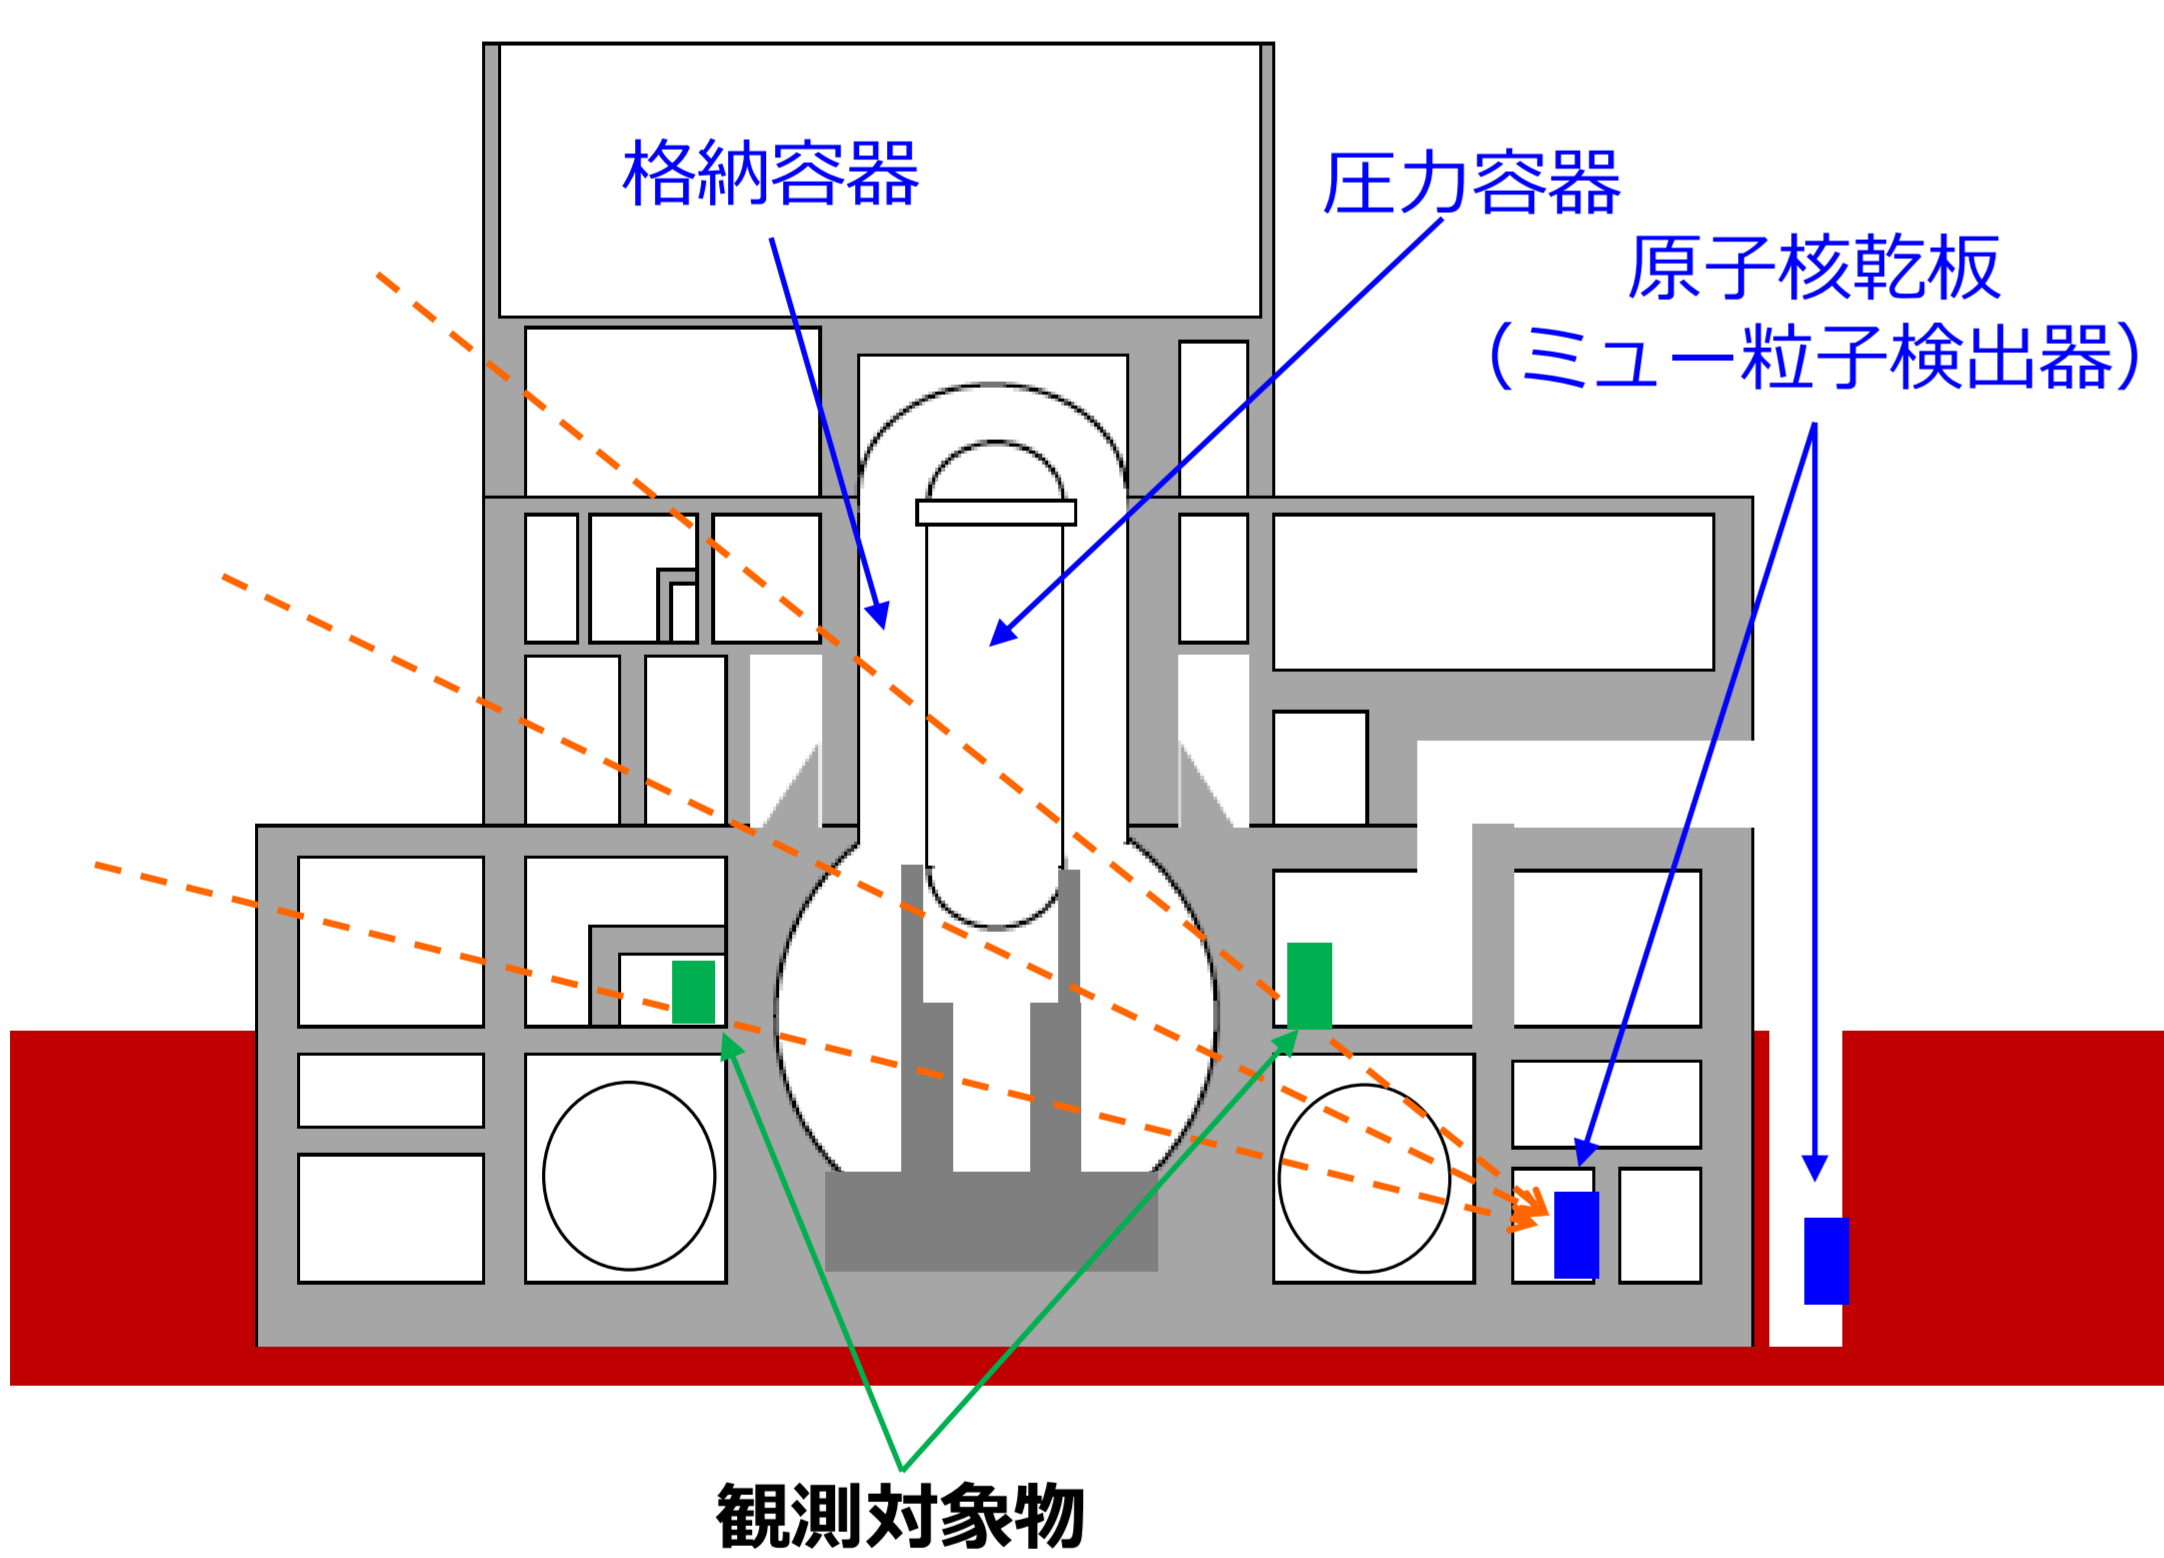 格納容器
圧力容器
原子核乾板
（ミュー粒子検出器）
観測対象物